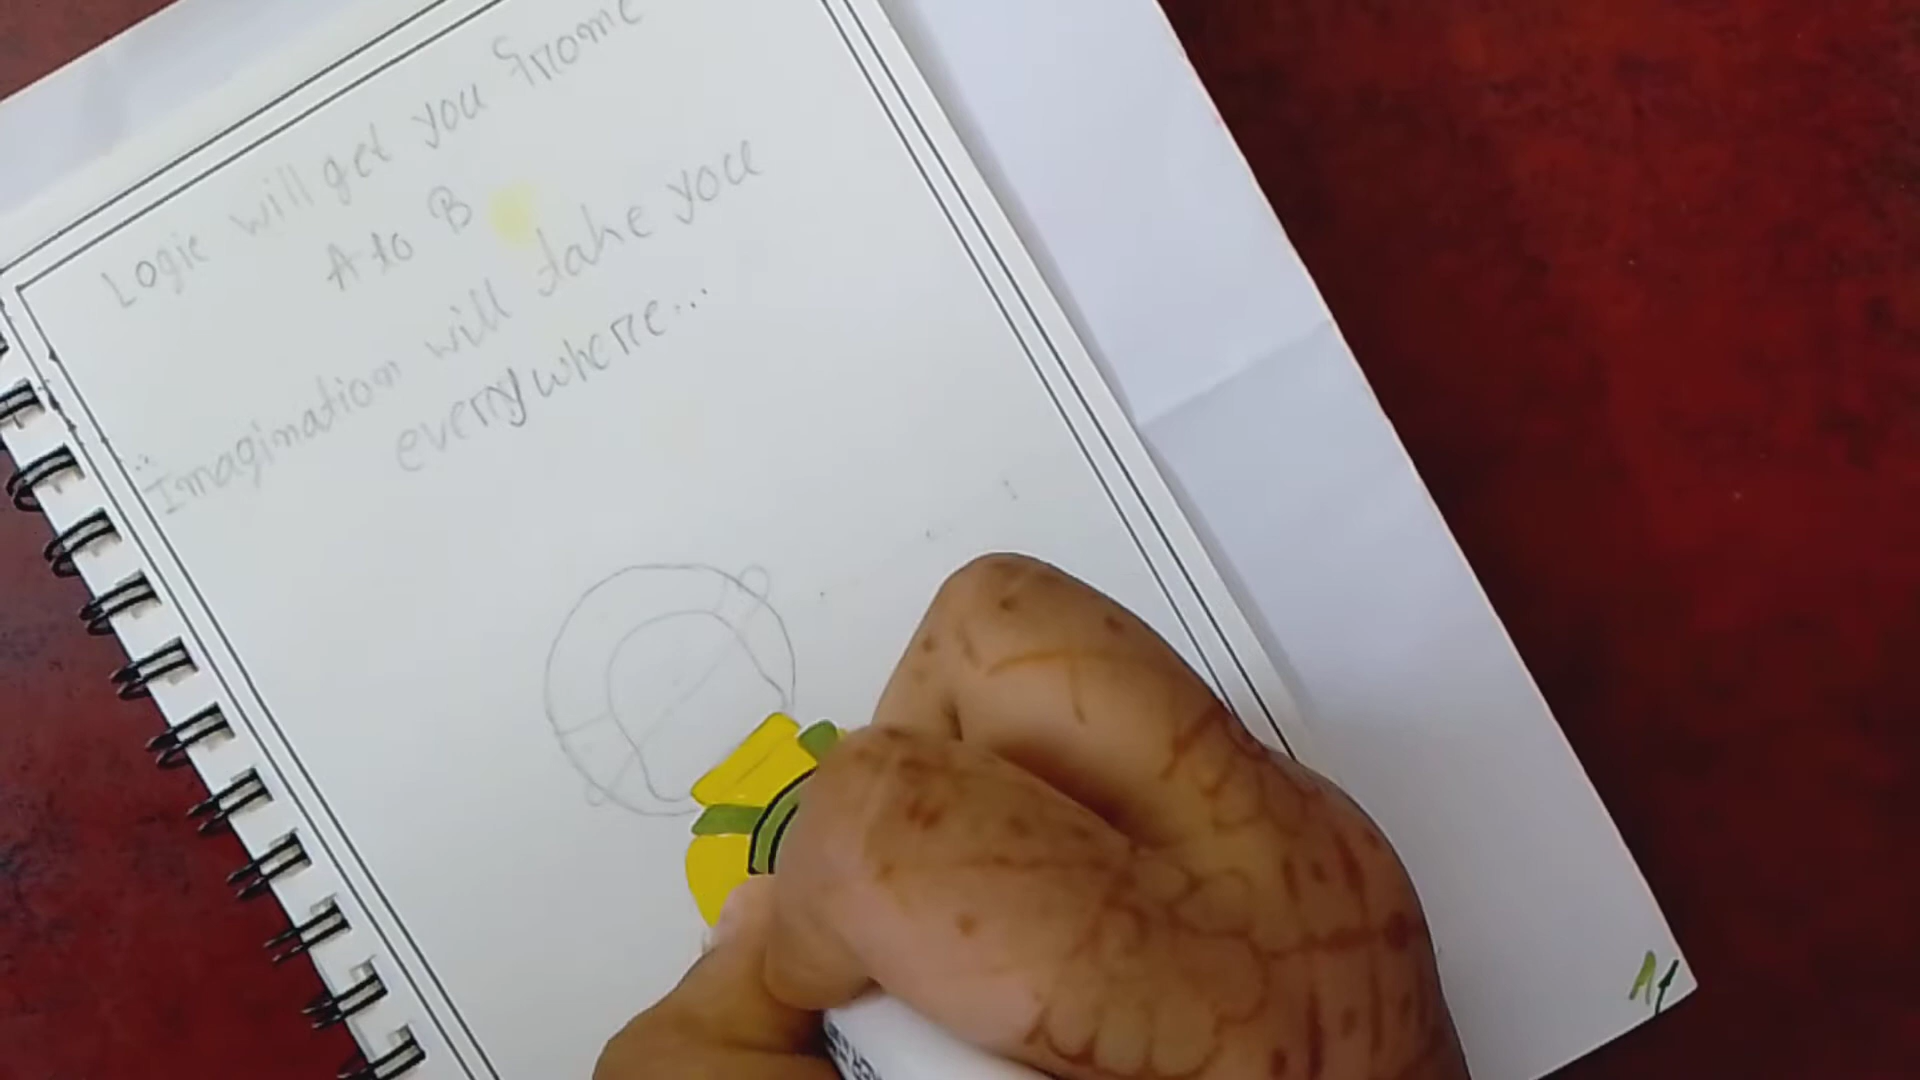 Logic will get you frome
A to B
Imagination will take you
everywhere...